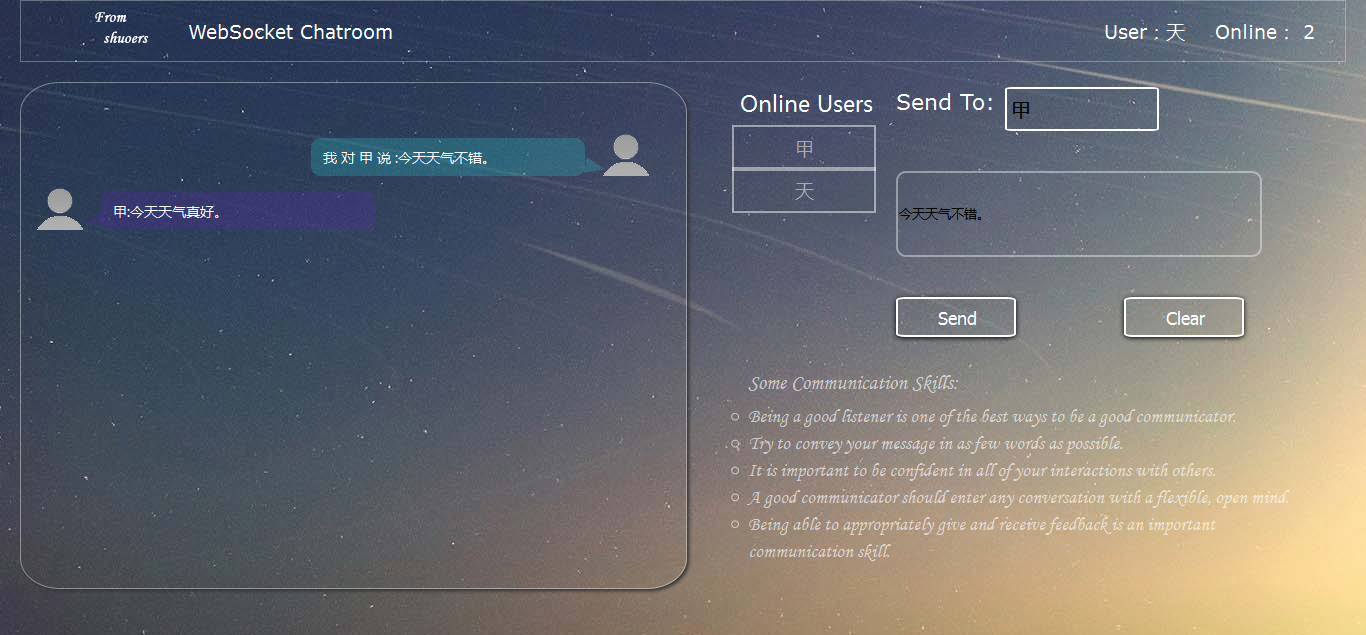 From
shuoers
WebSocket Chatroom
User : 天
Online : 2
我 对 甲 说 :今天天气不错。
甲:今天天气真好。
Online Users
甲
天
Send To:
甲
今天天气不错。
Send
Clear
Some Communication Skills:
Being a good listener is one of the best ways to be a good communicator.
Try to convey your message in as few words as possible.
It is important to be confident in all of your interactions with others.
A good communicator should enter any conversation with a flexible, open mind.
Being able to appropriately give and receive feedback is an important
communication skill.